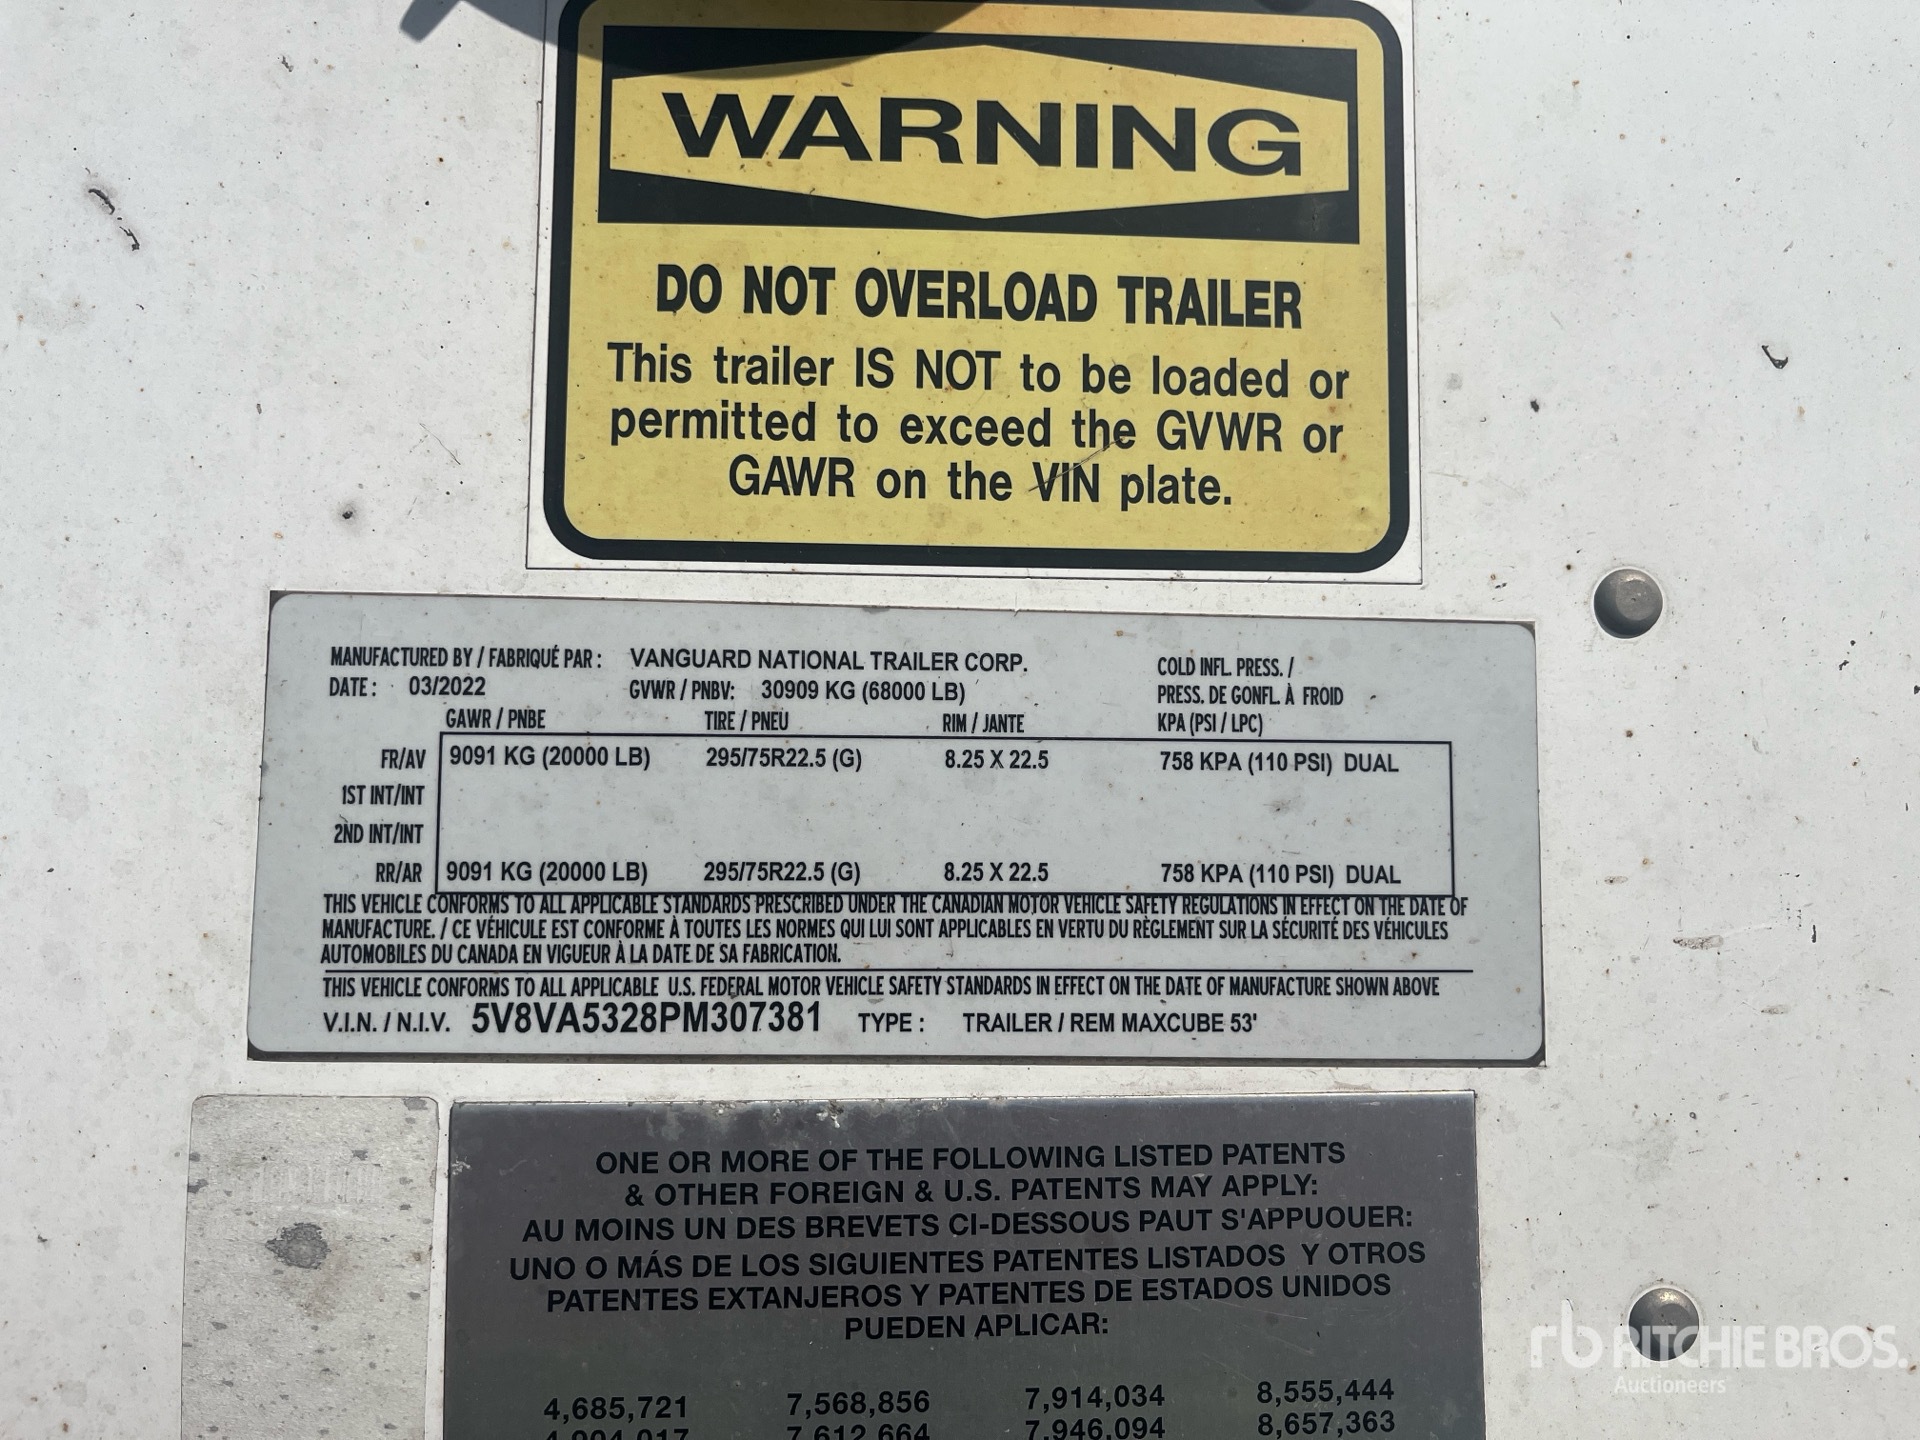 WARNING
DO NOT OVERLOAD TRAILER
This trailer IS NOT to be loaded or
permitted to exceed the GVWR or
GAWR on the VIN plate.
MANUFACTURED BY / FABRIQUÉ PAR : VANGUARD NATIONAL TRAILER CORP. COLD INFL. PRESS. /
DATE : 03/2022 GVWR / PNBV: 30909 KG (68000 LB) PRESS. DE GONFL. À FROID
GAWR / PNBE TIRE / PNEU RIM / JANTE KPA (PSI / LPC)
FR/AV 9091 KG (20000 LB) 295/75R22.5 (G) 8.25 X 22.5 758 KPA (110 PSI) DUAL
1ST INT/INT
2ND INT/INT
RR/AR 9091 KG (20000 LB) 295/75R22.5 (G) 8.25 X 22.5 758 KPA (110 PSI) DUAL
THIS VEHICLE CONFORMS TO ALL APPLICABLE STANDARDS PRESCRIBED UNDER THE CANADIAN MOTOR VEHICLE SAFETY REGULATIONS IN EFFECT ON THE DATE OF
MANUFACTURE. / CE VÉHICULE EST CONFORME À TOUTES LES NORMES QUI LUI SONT APPLICABLES EN VERTU DU RÈGLEMENT SUR LA SÉCURITÉ DES VÉHICULES
AUTOMOBILES DU CANADA EN VIGUEUR À LA DATE DE SA FABRICATION.
THIS VEHICLE CONFORMS TO ALL APPLICABLE U.S. FEDERAL MOTOR VEHICLE SAFETY STANDARDS IN EFFECT ON THE DATE OF MANUFACTURE SHOWN ABOVE
V.I.N. / N.I.V. 5V8VA5328PM307381 TYPE : TRAILER / REM MAXCUBE 53'
ONE OR MORE OF THE FOLLOWING LISTED PATENTS
& OTHER FOREIGN & U.S. PATENTS MAY APPLY:
AU MOINS UN DES BREVETS CI-DESSOUS PAUT S'APPUOUER:
UNO O MÁS DE LOS SIGUIENTES PATENTES LISTADOS Y OTROS
PATENTES EXTANJEROS Y PATENTES DE ESTADOS UNIDOS
PUEDEN APLICAR:
4,685,721 7,568,856 7,914,034 8,555,444
4,904,017 7,612,664 7,946,094 8,657,363
rb RITCHIE BROS.
Auctioneers